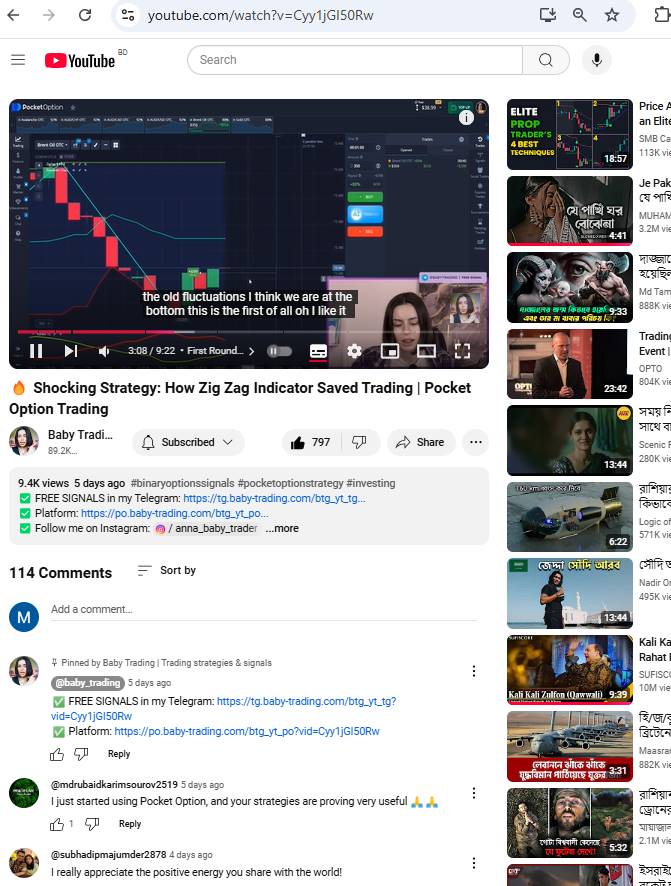 youtube.com/watch?v=Cyy1jGI50Rw
YouTube BD
Search
PocketOption
the old fluctuations I think we are at the
bottom this is the first of all oh I like it
3:08 / 9:22 • First Round...
🔥 Shocking Strategy: How Zig Zag Indicator Saved Trading | Pocket
Option Trading
Baby Tradi...
89.2K...
Subscribed
797
Share
9.4K views 5 days ago #binaryoptionssignals #pocketoptionstrategy #investing
✅ FREE SIGNALS in my Telegram: https://tg.baby-trading.com/btg_yt_tg...
✅ Platform: https://po.baby-trading.com/btg_yt_po...
✅ Follow me on Instagram: / anna_baby_trader ...more
114 Comments
Sort by
M
Add a comment...
Pinned by Baby Trading | Trading strategies & signals
@baby_trading 5 days ago
✅ FREE SIGNALS in my Telegram: https://tg.baby-trading.com/btg_yt_tg?
vid=Cyy1jGI50Rw
✅ Platform: https://po.baby-trading.com/btg_yt_po?vid=Cyy1jGI50Rw
Reply
@mdrubaidkarimsourov2519 5 days ago
I just started using Pocket Option, and your strategies are proving very useful 🙏🙏
1
Reply
@subhadipmajumder2878 4 days ago
I really appreciate the positive energy you share with the world!
ELITE
PROP
TRADER'S
4 BEST
TECHNIQUES
18:57
Price A
an Elite
SMB Ca
113K vie
যে পাখি ঘর
বোঝেনা
4:41
Je Pak
যে পাখি
MUHAM
3.2M vie
9:33
দাজ্জালে
হয়েছিল
Md Tam
888K vie
OPTO
23:42
Trading
Event |
OPTO
804K vie
13:44
সময় নি
সাথে বা
Scenic F
280K vie
6:22
রাশিয়ার
কিভাবে
Logic of
571K vie
জেদ্দা সৌদি আরব
13:44
সৌদি আ
Nadir On
495K vie
SUFISCORE
Kali Kali Zulfon (Qawwali)
9:39
Kali Ka
Rahat F
SUFISCO
10M vie
লেবাননে ঝাঁকে ঝাঁকে
যুদ্ধবিমান পাঠিয়েছে যুক্তরা
3:31
হি/জ/বু
ব্রিটেনে
Maasran
882K vie
গোটা বিশ্ববাসী কেনেছে
5:32
রাশিয়ান
ড্রোনের
মায়াজাল
2.1M vie
ইসরাইl